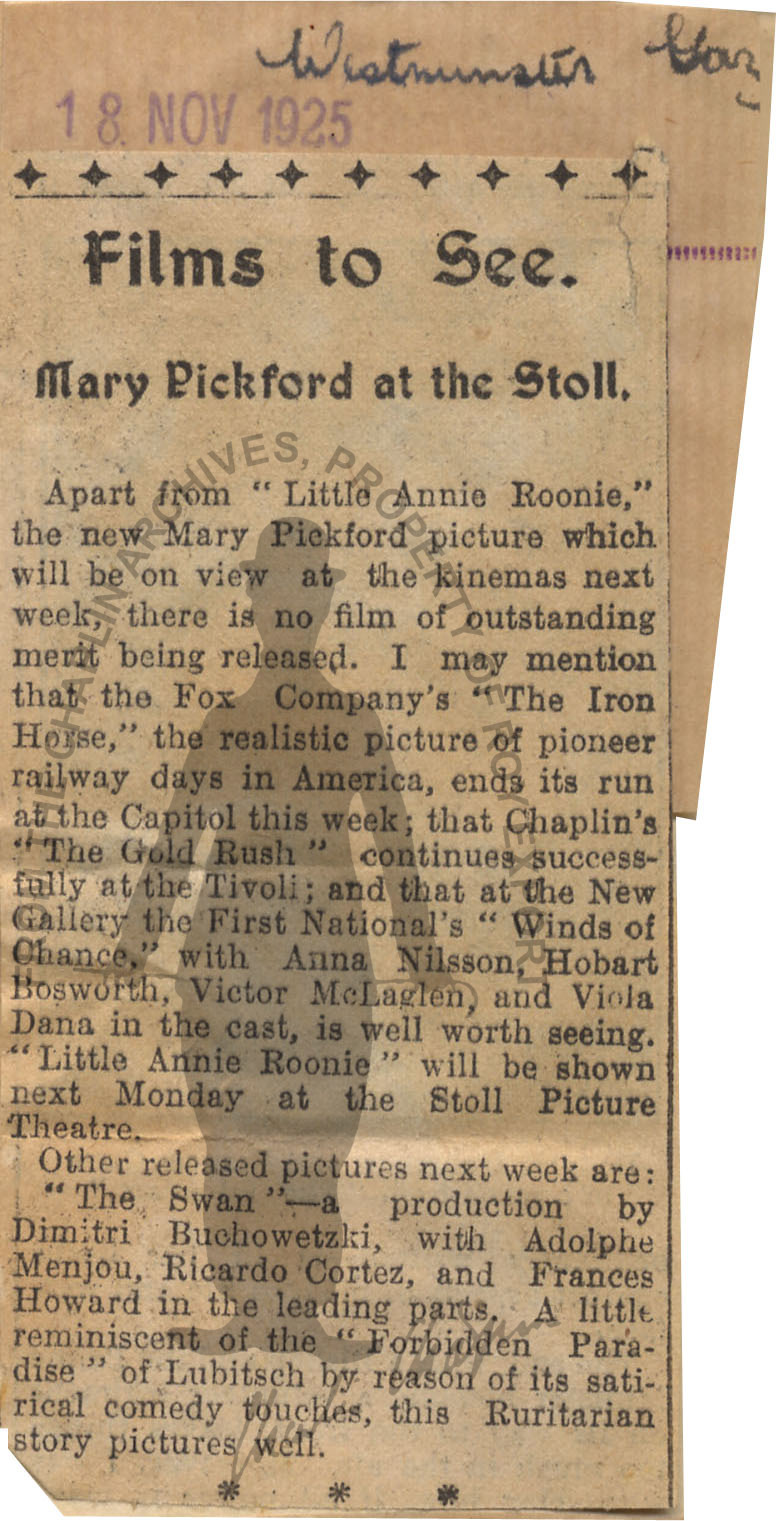 Westminster Gaz
18 NOV 1925
Films to See.
Mary Pickford at the Stoll.
Apart from “ Little Annie Roonie,”
the new Mary Pickford picture which
will be on view at the kinemas next
week, there is no film of outstanding
merit being released. I may mention
that the Fox Company’s “The Iron
Horse,” the realistic picture of pioneer
railway days in America, ends its run
at the Capitol this week; that Chaplin’s
“The Gold Rush” continues success-
fully at the Tivoli; and that at the New
Gallery the First National’s “ Winds of
Chance,” with Anna Nilsson, Hobart
Bosworth, Victor McLaglen, and Viola
Dana in the cast, is well worth seeing.
“Little Annie Roonie” will be shown
next Monday at the Stoll Picture
Theatre.
Other released pictures next week are:
“The Swan”—a production by
Dimitri Buchowetzki, with Adolphe
Menjou, Ricardo Cortez, and Frances
Howard in the leading parts. A little
reminiscent of the “Forbidden Para-
dise” of Lubitsch by reason of its sati-
rical comedy touches, this Ruritarian
story pictures well.
* * *
CHAPLIN ARCHIVES, PROPERTY OF ROY EXPORT